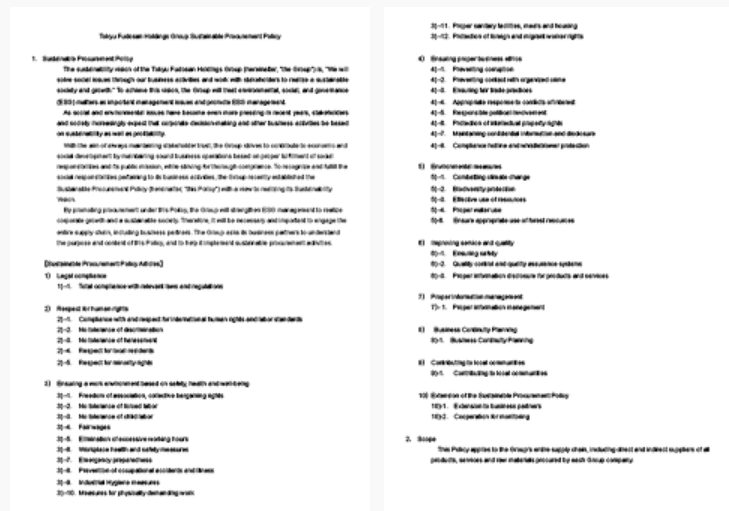 Tokyu Fudosan Holdings Group Sustainable Procurement Policy
1. Sustainable Procurement Policy
The sustainability vision of the Tokyu Fudosan Holdings Group (hereinafter, "the Group") is, "We will
solve social issues through our business activities and work with stakeholders to realize a sustainable
society and growth." To achieve this vision, the Group will treat environmental, social, and governance
(ESG) matters as important management issues and promote ESG management.
As social and environmental issues have become even more pressing in recent years, stakeholders
and society increasingly expect that corporate decision-making and other business activities be based
on sustainability as well as profitability.
With the aim of always maintaining stakeholder trust, the Group strives to contribute to economic and
social development by maintaining sound business operations based on proper fulfillment of social
responsibilities and its public mission, while striving for thorough compliance. To recognize and fulfill the
social responsibilities pertaining to its business activities, the Group recently established the
Sustainable Procurement Policy (hereinafter, "this Policy") with a view to realizing its Sustainability
Vision.
By promoting procurement under this Policy, the Group will strengthen ESG management to realize
corporate growth and a sustainable society. Therefore, it will be necessary and important to engage the
entire supply chain, including business partners. The Group asks its business partners to understand
the purpose and content of this Policy, and to help it implement sustainable procurement activities.
[Sustainable Procurement Policy Articles]
1) Legal compliance
1)-1. Total compliance with relevant laws and regulations
2) Respect for human rights
2)-1. Compliance with and respect for international human rights and labor standards
2)-2. No tolerance of discrimination
2)-3. No tolerance of harassment
2)-4. Respect for local residents
2)-5. Respect for minority rights
3) Ensuring a work environment based on safety, health and well-being
3)-1. Freedom of association, collective bargaining rights
3)-2. No tolerance of forced labor
3)-3. No tolerance of child labor
3)-4. Fair wages
3)-5. Elimination of excessive working hours
3)-6. Workplace health and safety measures
3)-7. Emergency preparedness
3)-8. Prevention of occupational accidents and illness
3)-9. Industrial Hygiene measures
3)-10. Measures for physically demanding work
3)-11. Proper sanitary facilities, meals and housing
3)-12. Protection of foreign and migrant worker rights
4) Ensuring proper business ethics
4)-1. Preventing corruption
4)-2. Preventing contact with organized crime
4)-3. Ensuring fair trade practices
4)-4. Appropriate response to conflicts of interest
4)-5. Responsible political involvement
4)-6. Protection of intellectual property rights
4)-7. Maintaining confidential information and disclosure
4)-8. Compliance hotline and whistleblower protection
5) Environmental measures
5)-1. Combatting climate change
5)-2. Biodiversity protection
5)-3. Effective use of resources
5)-4. Proper water use
5)-5. Ensure appropriate use of forest resources
6) Improving service and quality
6)-1. Ensuring safety
6)-2. Quality control and quality assurance systems
6)-3. Proper information disclosure for products and services
7) Proper information management
7)-1. Proper information management
8) Business Continuity Planning
8)-1. Business Continuity Planning
9) Contributing to local communities
9)-1. Contributing to local communities
10) Extension of the Sustainable Procurement Policy
10)-1. Extension to business partners
10)-2. Cooperation for monitoring
2. Scope
This Policy applies to the Group's entire supply chain, including direct and indirect suppliers of all
products, services and raw materials procured by each Group company.